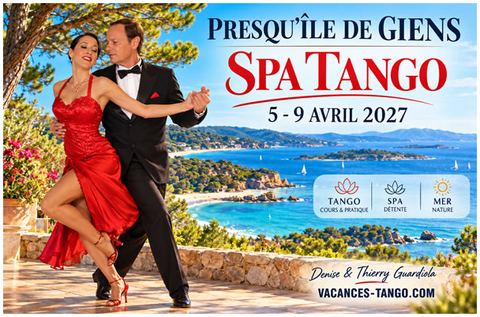 PRESQU'ÎLE DE GIENS
SPA TANGO
5 - 9 AVRIL 2027
TANGO
COURS & PRATIQUE
SPA
DÉTENTE
MER
NATURE
Denise & Thierry Guardiola
VACANCES-TANGO.COM